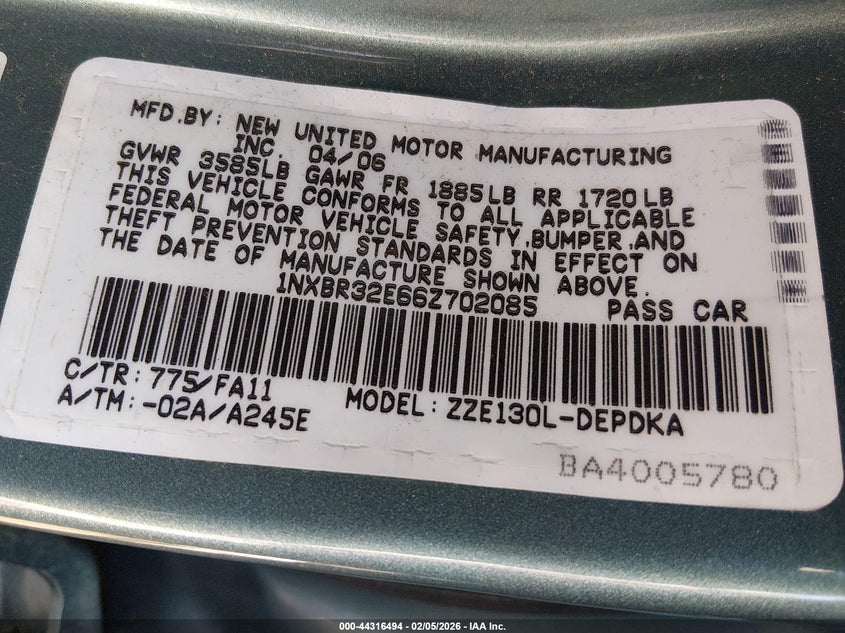 MFD.BY: NEW UNITED MOTOR MANUFACTURING
INC. 04/06
GVWR 3585LB GAWR FR 1885LB RR 1720LB
THIS VEHICLE CONFORMS TO ALL APPLICABLE
FEDERAL MOTOR VEHICLE SAFETY,BUMPER,AND
THEFT PREVENTION STANDARDS IN EFFECT ON
THE DATE OF MANUFACTURE SHOWN ABOVE.
1NXBR32E66Z702085 PASS CAR
C/TR: 775/FA11
A/TM:-02A/A245E MODEL: ZZE130L-DEPDKA
BA4005780
000-44316494 - 02/05/2026 - IAA Inc.